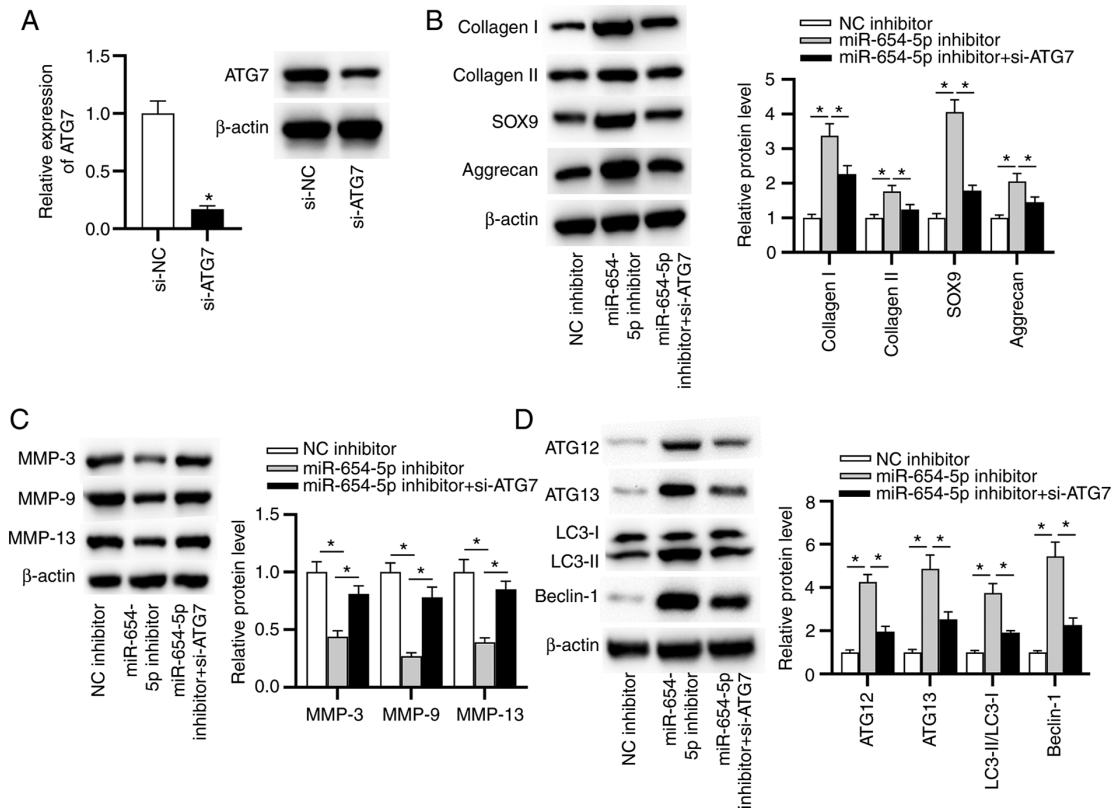 A
Relative expression
of ATG7
1.5
1.0
0.5
0.0
*
si-NC
si-ATG7
ATG7
β-actin
si-NC
si-ATG7
B
Collagen I
Collagen II
SOX9
Aggrecan
β-actin
NC inhibitor
miR-654-
5p inhibitor
miR-654-5p
inhibitor+si-ATG7
NC inhibitor
miR-654-5p inhibitor
miR-654-5p inhibitor+si-ATG7
Relative protein level
5
4
3
2
1
0
* *
* *
* *
* *
Collagen I
Collagen II
SOX9
Aggrecan
C
MMP-3
MMP-9
MMP-13
β-actin
NC inhibitor
miR-654-
5p inhibitor
miR-654-5p
inhibitor+si-ATG7
NC inhibitor
miR-654-5p inhibitor
miR-654-5p inhibitor+si-ATG7
Relative protein level
1.5
1.0
0.5
0.0
* *
* *
* *
MMP-3 MMP-9 MMP-13
D
ATG12
ATG13
LC3-I
LC3-II
Beclin-1
β-actin
NC inhibitor
miR-654-
5p inhibitor
miR-654-5p
inhibitor+si-ATG7
NC inhibitor
miR-654-5p inhibitor
miR-654-5p inhibitor+si-ATG7
Relative protein level
8
6
4
2
0
* *
* *
* *
* *
ATG12
ATG13
LC3-II/LC3-I
Beclin-1